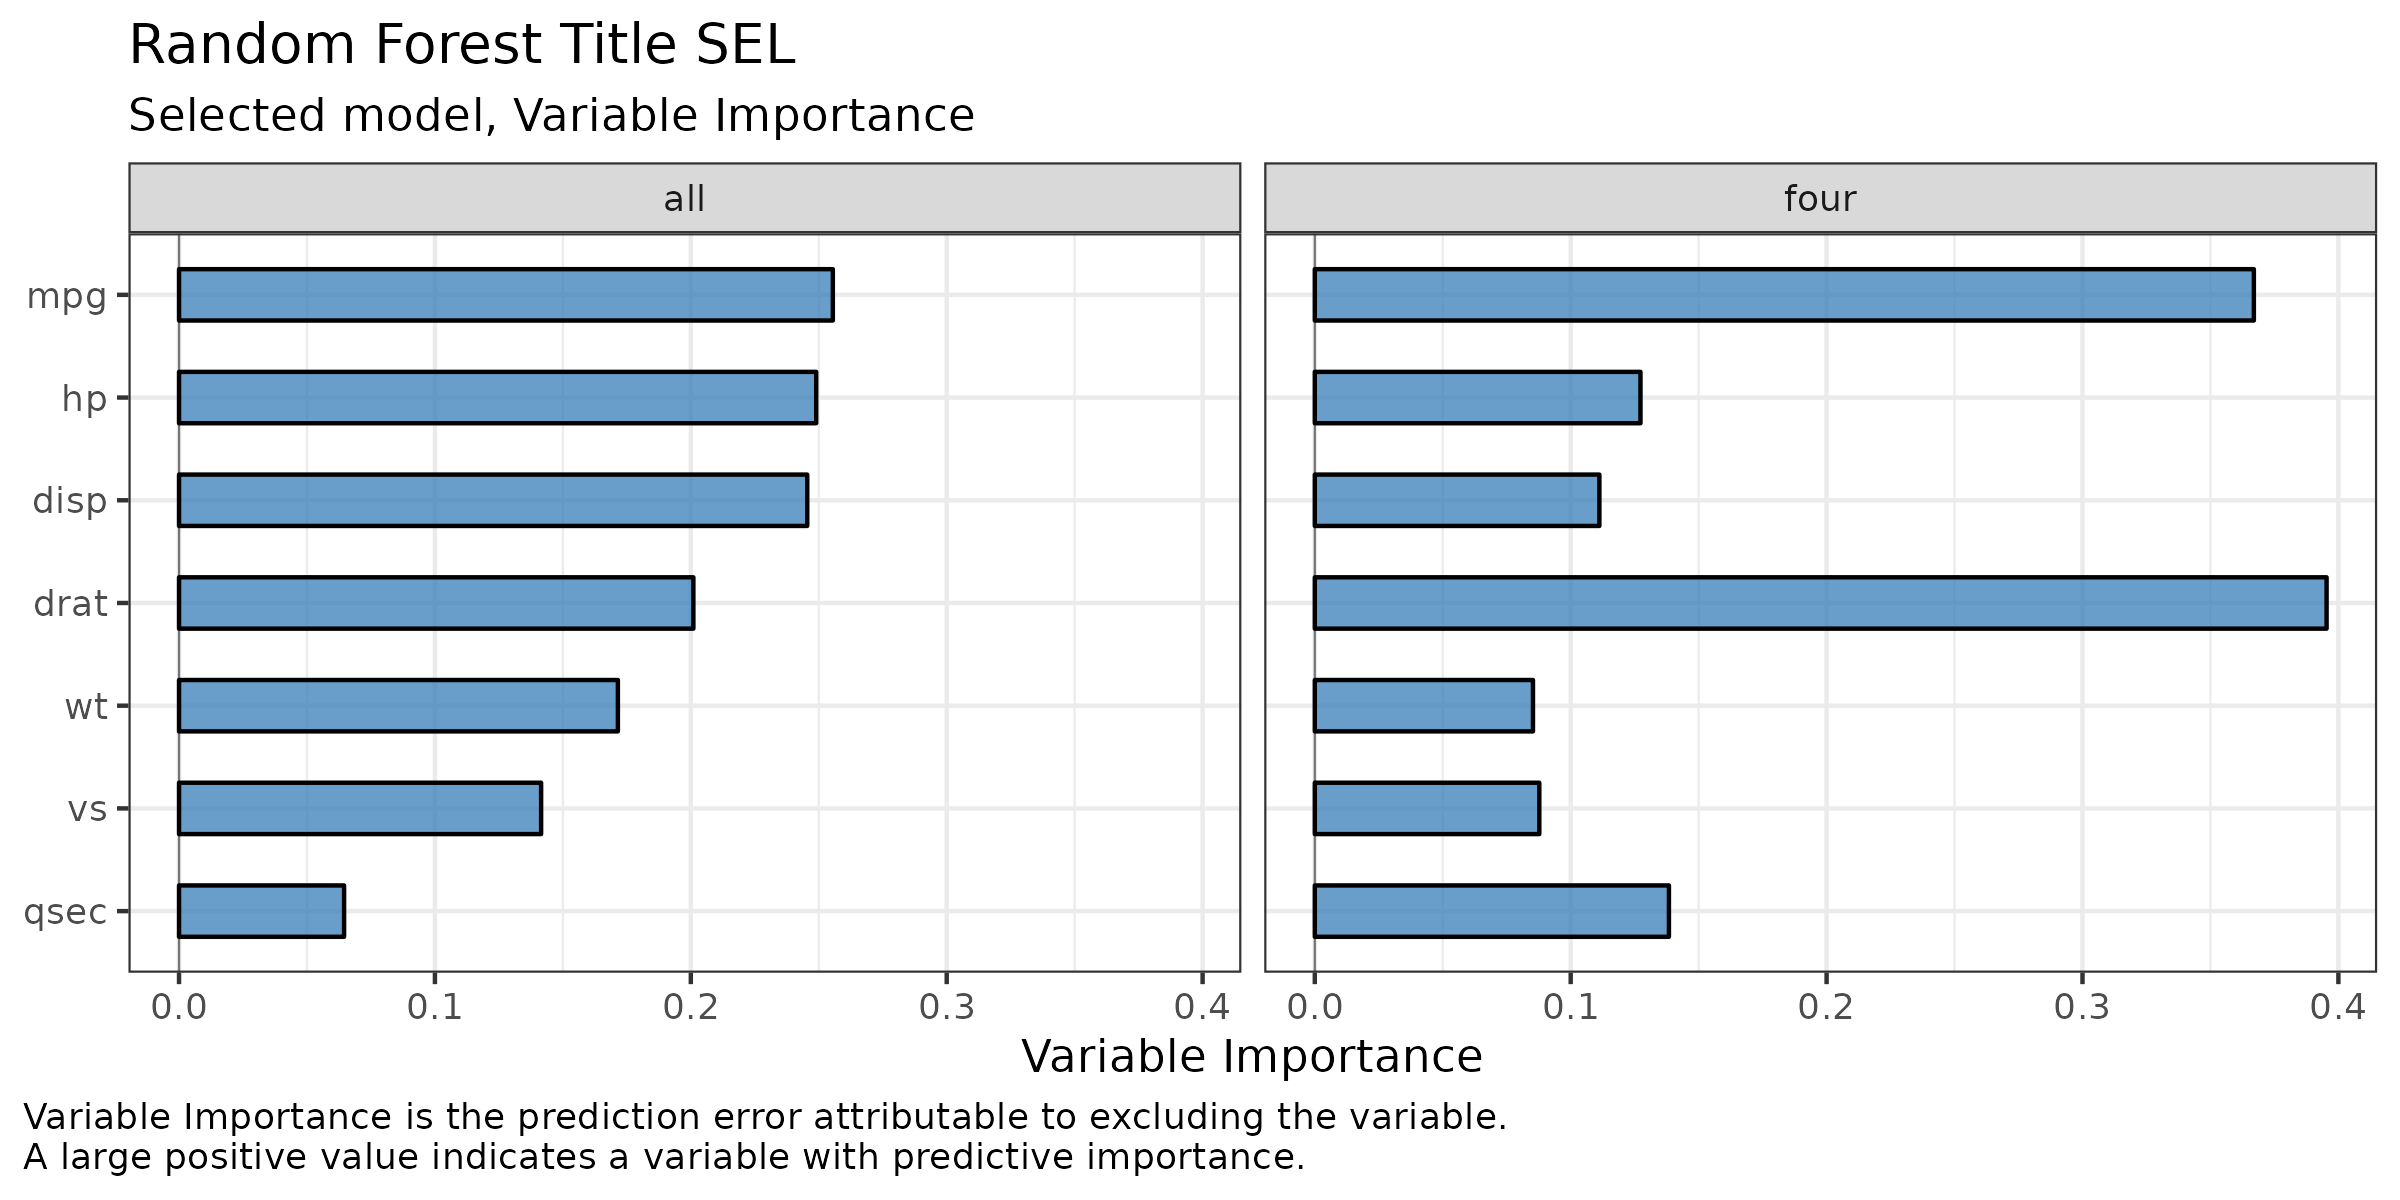 Random Forest Title SEL
Selected model, Variable Importance
all
four
mpg
hp
disp
drat
wt
vs
qsec
0.0 0.1 0.2 0.3 0.4 0.0 0.1 0.2 0.3 0.4
Variable Importance
Variable Importance is the prediction error attributable to excluding the variable.
A large positive value indicates a variable with predictive importance.